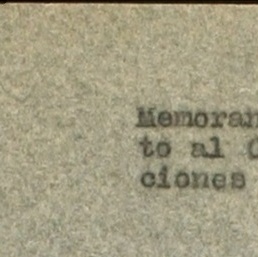 Memoran
to al
ciones